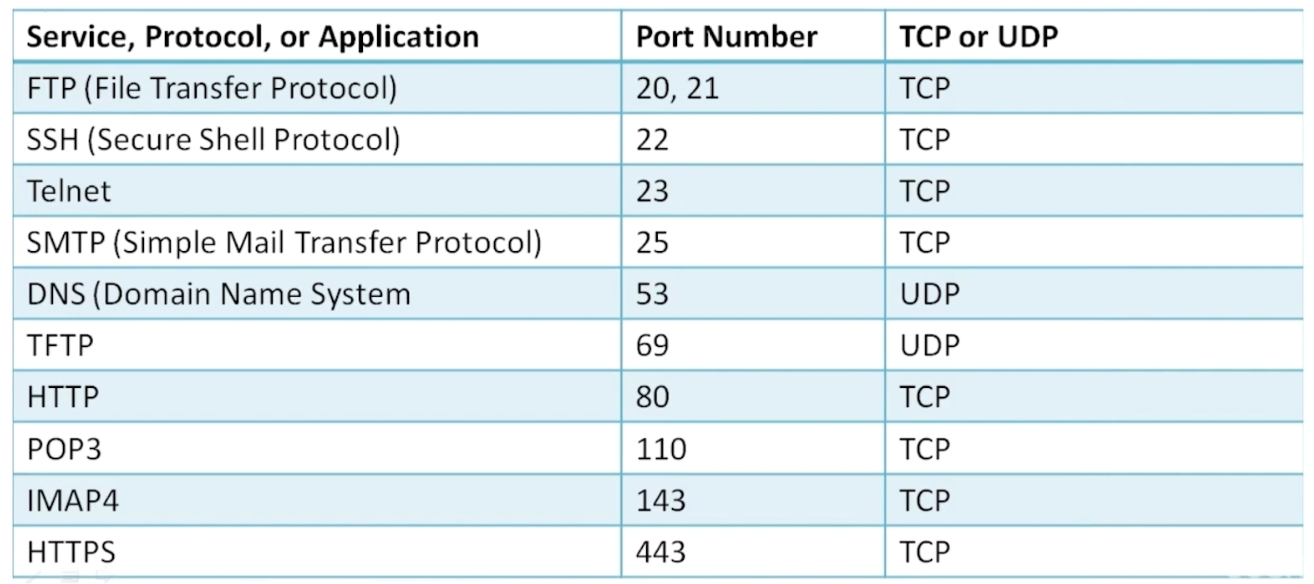 Service, Protocol, or Application Port Number TCP or UDP
FTP (File Transfer Protocol) 20, 21 TCP
SSH (Secure Shell Protocol) 22 TCP
Telnet 23 TCP
SMTP (Simple Mail Transfer Protocol) 25 TCP
DNS (Domain Name System 53 UDP
TFTP 69 UDP
HTTP 80 TCP
POP3 110 TCP
IMAP4 143 TCP
HTTPS 443 TCP